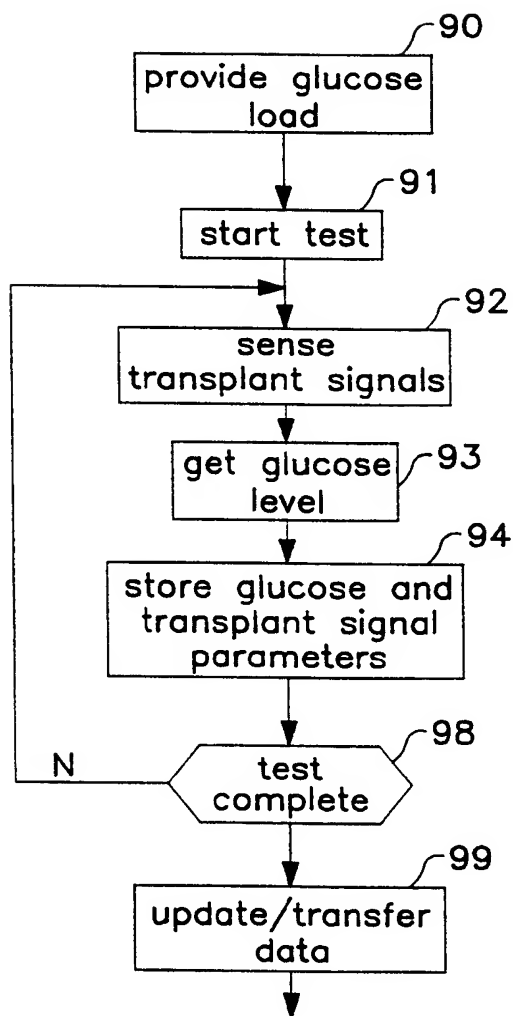 90
provide glucose
load
91
start test
92
sense
transplant signals
93
get glucose
level
94
store glucose and
transplant signal
parameters
98
N
test
complete
99
update/transfer
data